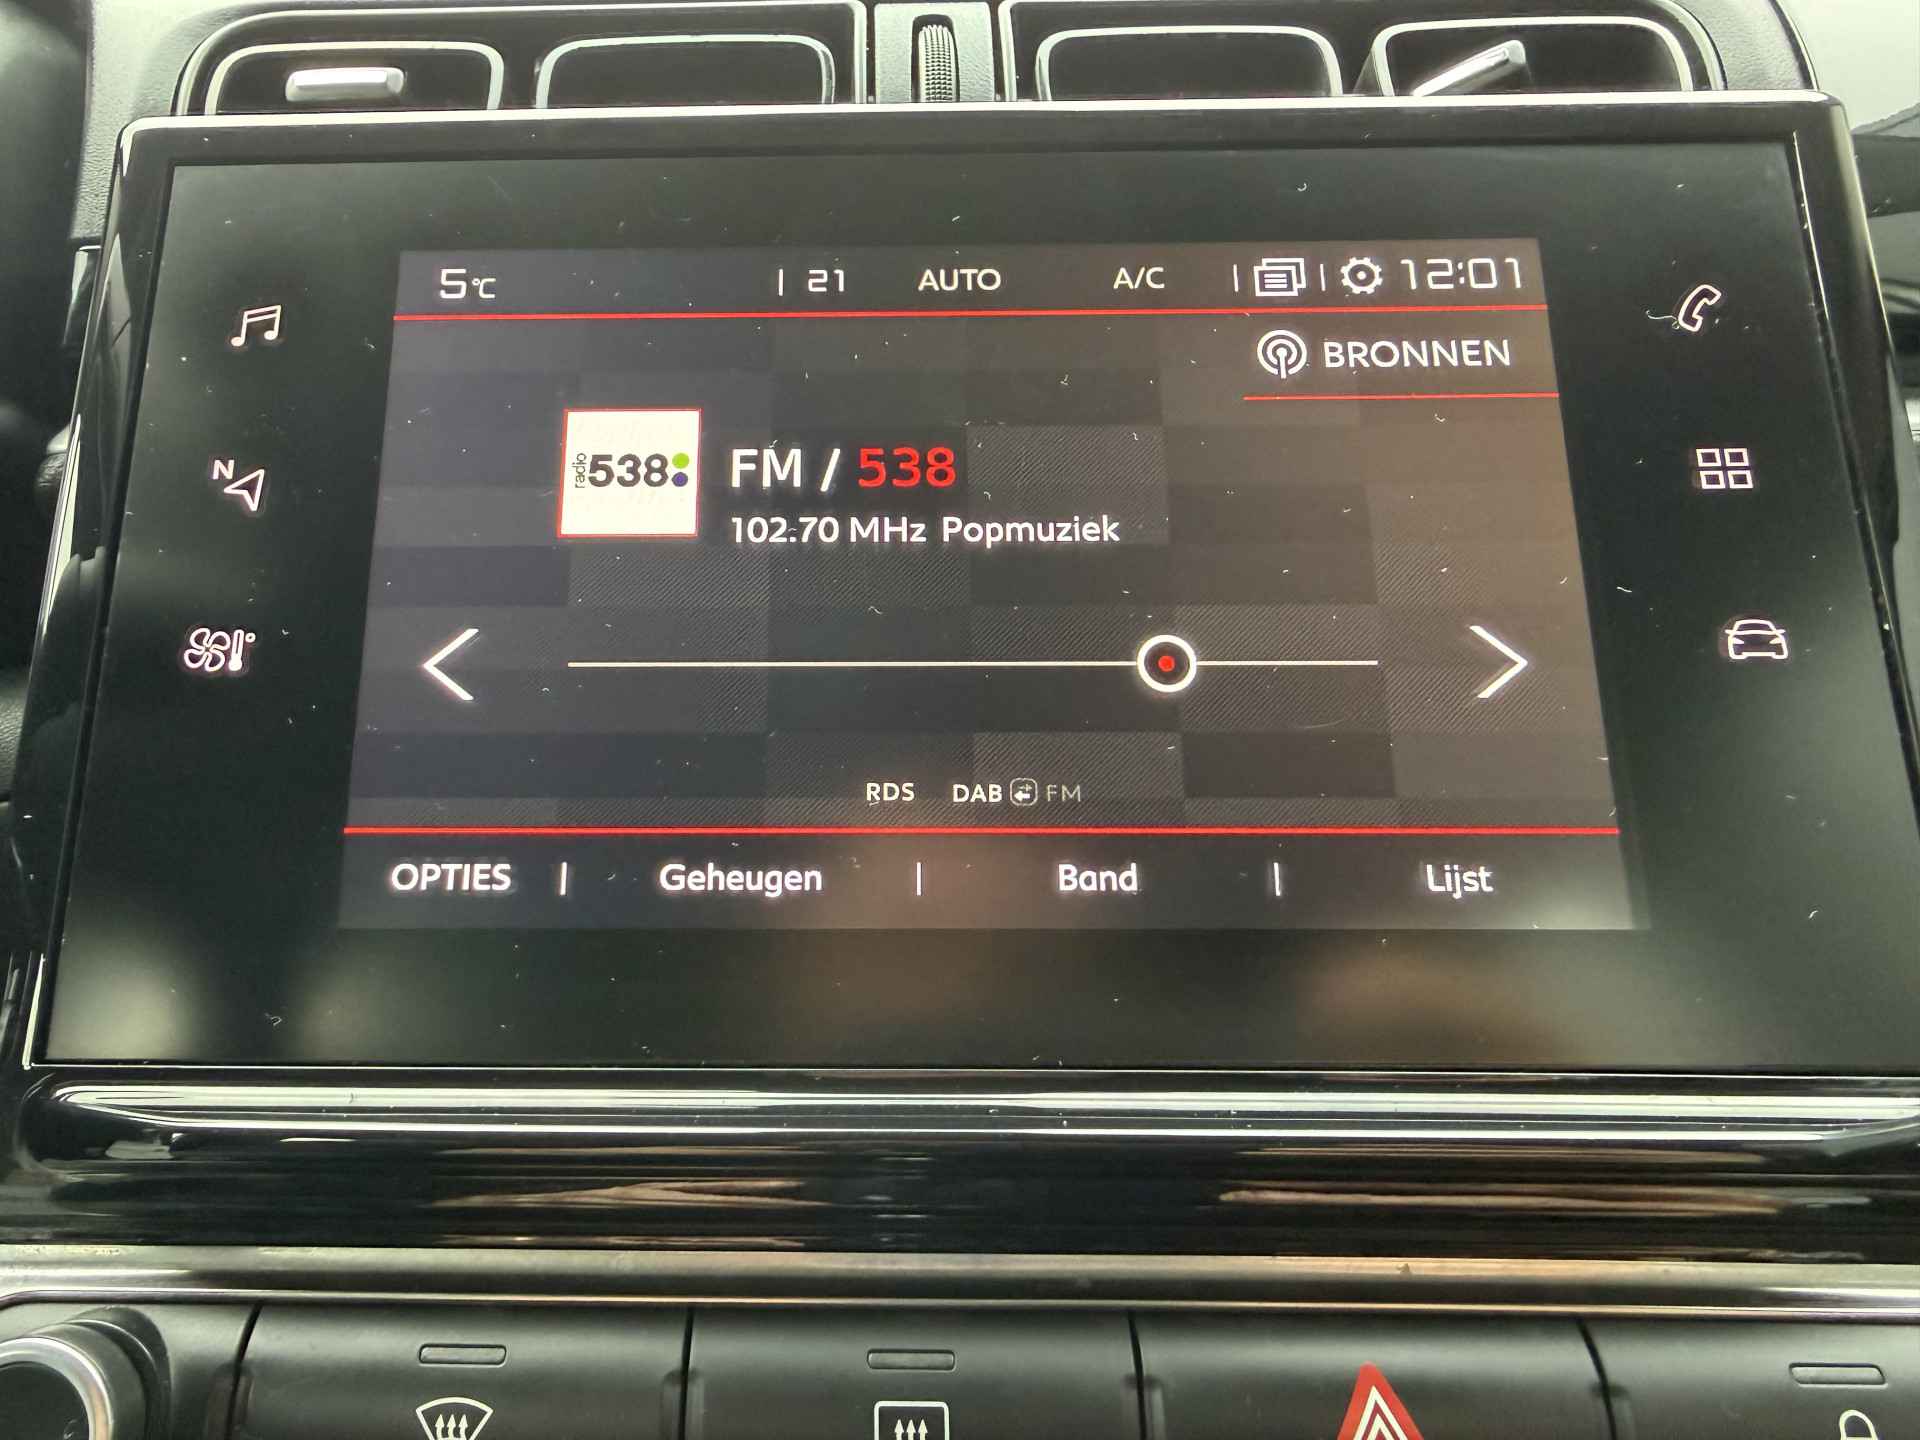 5°C | 21 AUTO A/C | | 12:01
BRONNEN
radio 538
FM / 538
102.70 MHz Popmuziek
N
RDS DAB FM
OPTIES | Geheugen | Band | Lijst